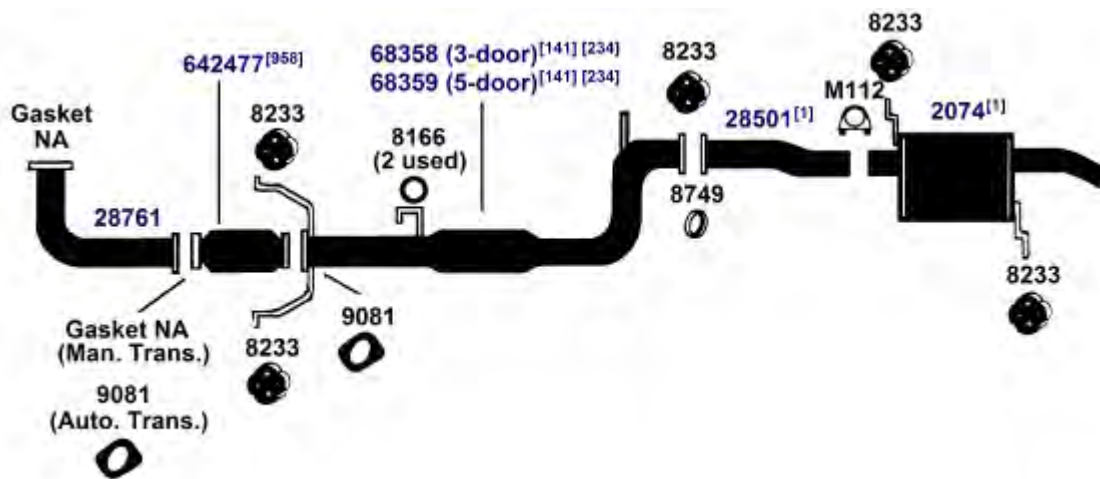 642477[958]
68358 (3-door)[141] [234]
68359 (5-door)[141] [234]
8233
8233
M112
28501[1]
2074[1]
Gasket
NA
8233
8166
(2 used)
28761
8749
8233
Gasket NA
(Man. Trans.)
8233
9081
9081
(Auto. Trans.)